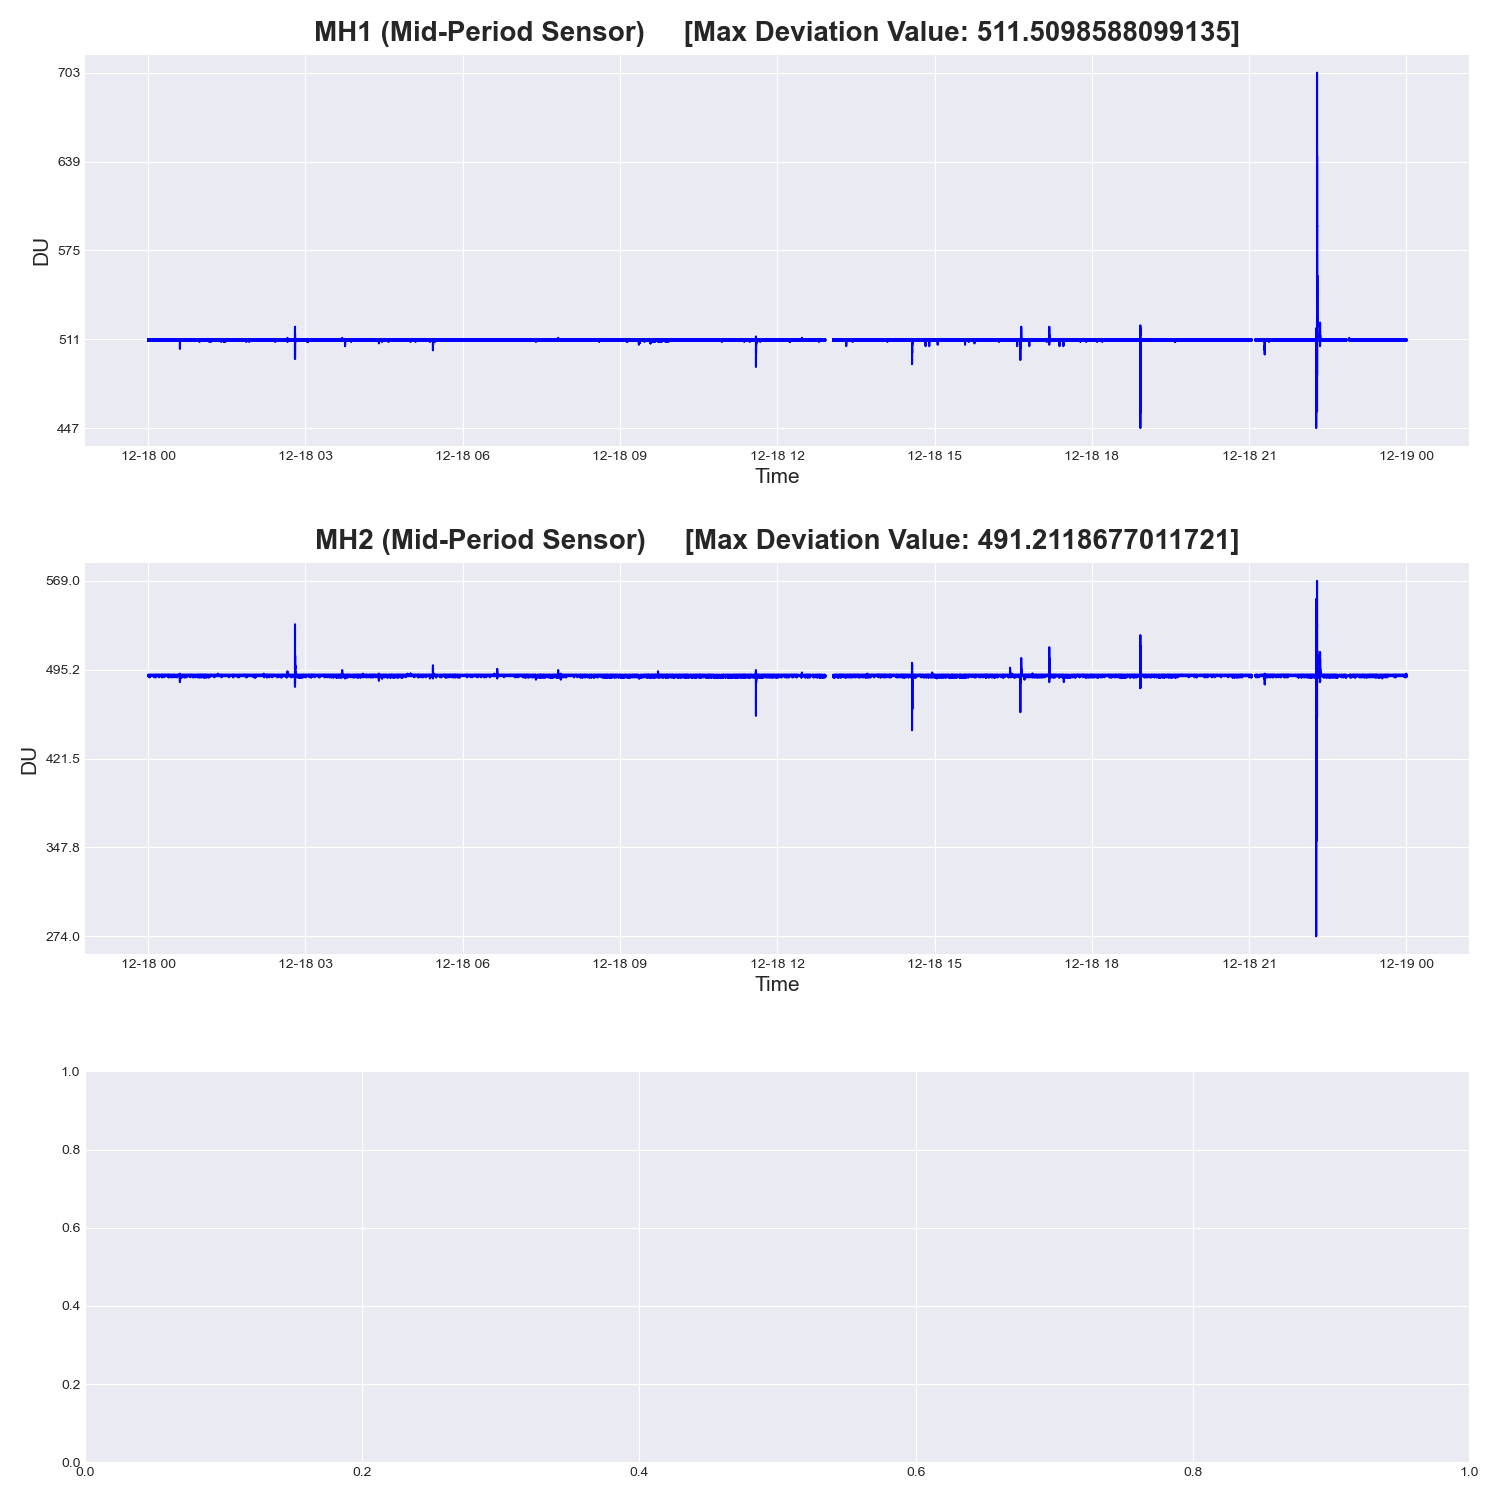 MH1 (Mid-Period Sensor) [Max Deviation Value: 511.5098588099135]
703
639
575
511
447
DU
12-18 00 12-18 03 12-18 06 12-18 09 12-18 12 12-18 15 12-18 18 12-18 21 12-19 00
Time
MH2 (Mid-Period Sensor) [Max Deviation Value: 491.2118677011721]
569.0
495.2
421.5
347.8
274.0
DU
12-18 00 12-18 03 12-18 06 12-18 09 12-18 12 12-18 15 12-18 18 12-18 21 12-19 00
Time
1.0
0.8
0.6
0.4
0.2
0.0
0.0 0.2 0.4 0.6 0.8 1.0